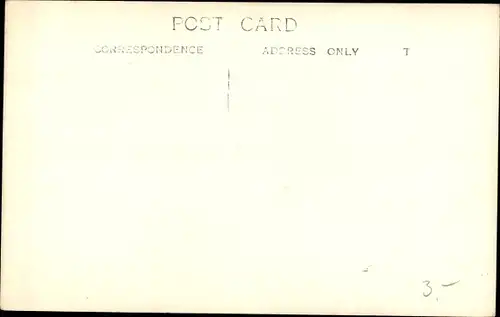 POST CARD
CORRESPONDENCE ADDRESS ONLY T
3.-